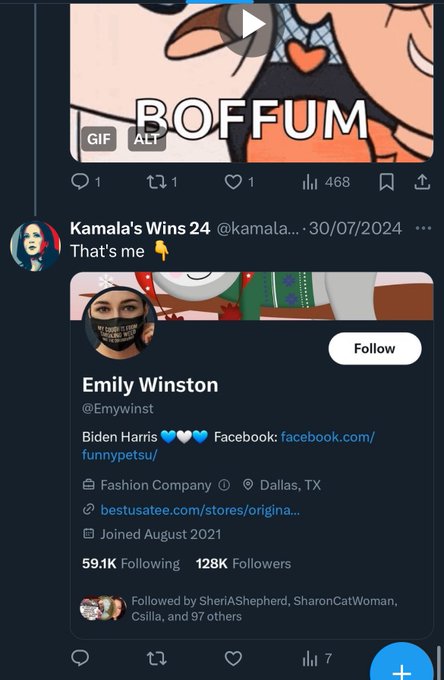 BOFFUM
GIF ALT
1 1 1 468
Kamala's Wins 24 @kamala... · 30/07/2024 ...
That's me 👇
Follow
Emily Winston
@Emywinst
Biden Harris 💙🤍💙 Facebook: facebook.com/
funnypetsu/
Fashion Company Dallas, TX
bestusatee.com/stores/origina...
Joined August 2021
59.1K Following 128K Followers
Followed by SheriAShepherd, SharonCatWoman,
Csilla, and 97 others
7